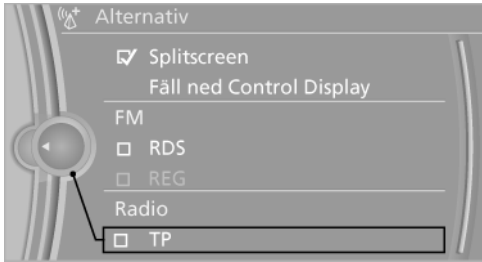 Alternativ
Splitscreen
Fäll ned Control Display
FM
RDS
REG
Radio
TP